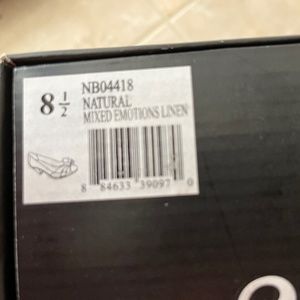 8 1/2
NB04418
NATURAL
MIXED EMOTIONS LINEN
8 84633 39097 0